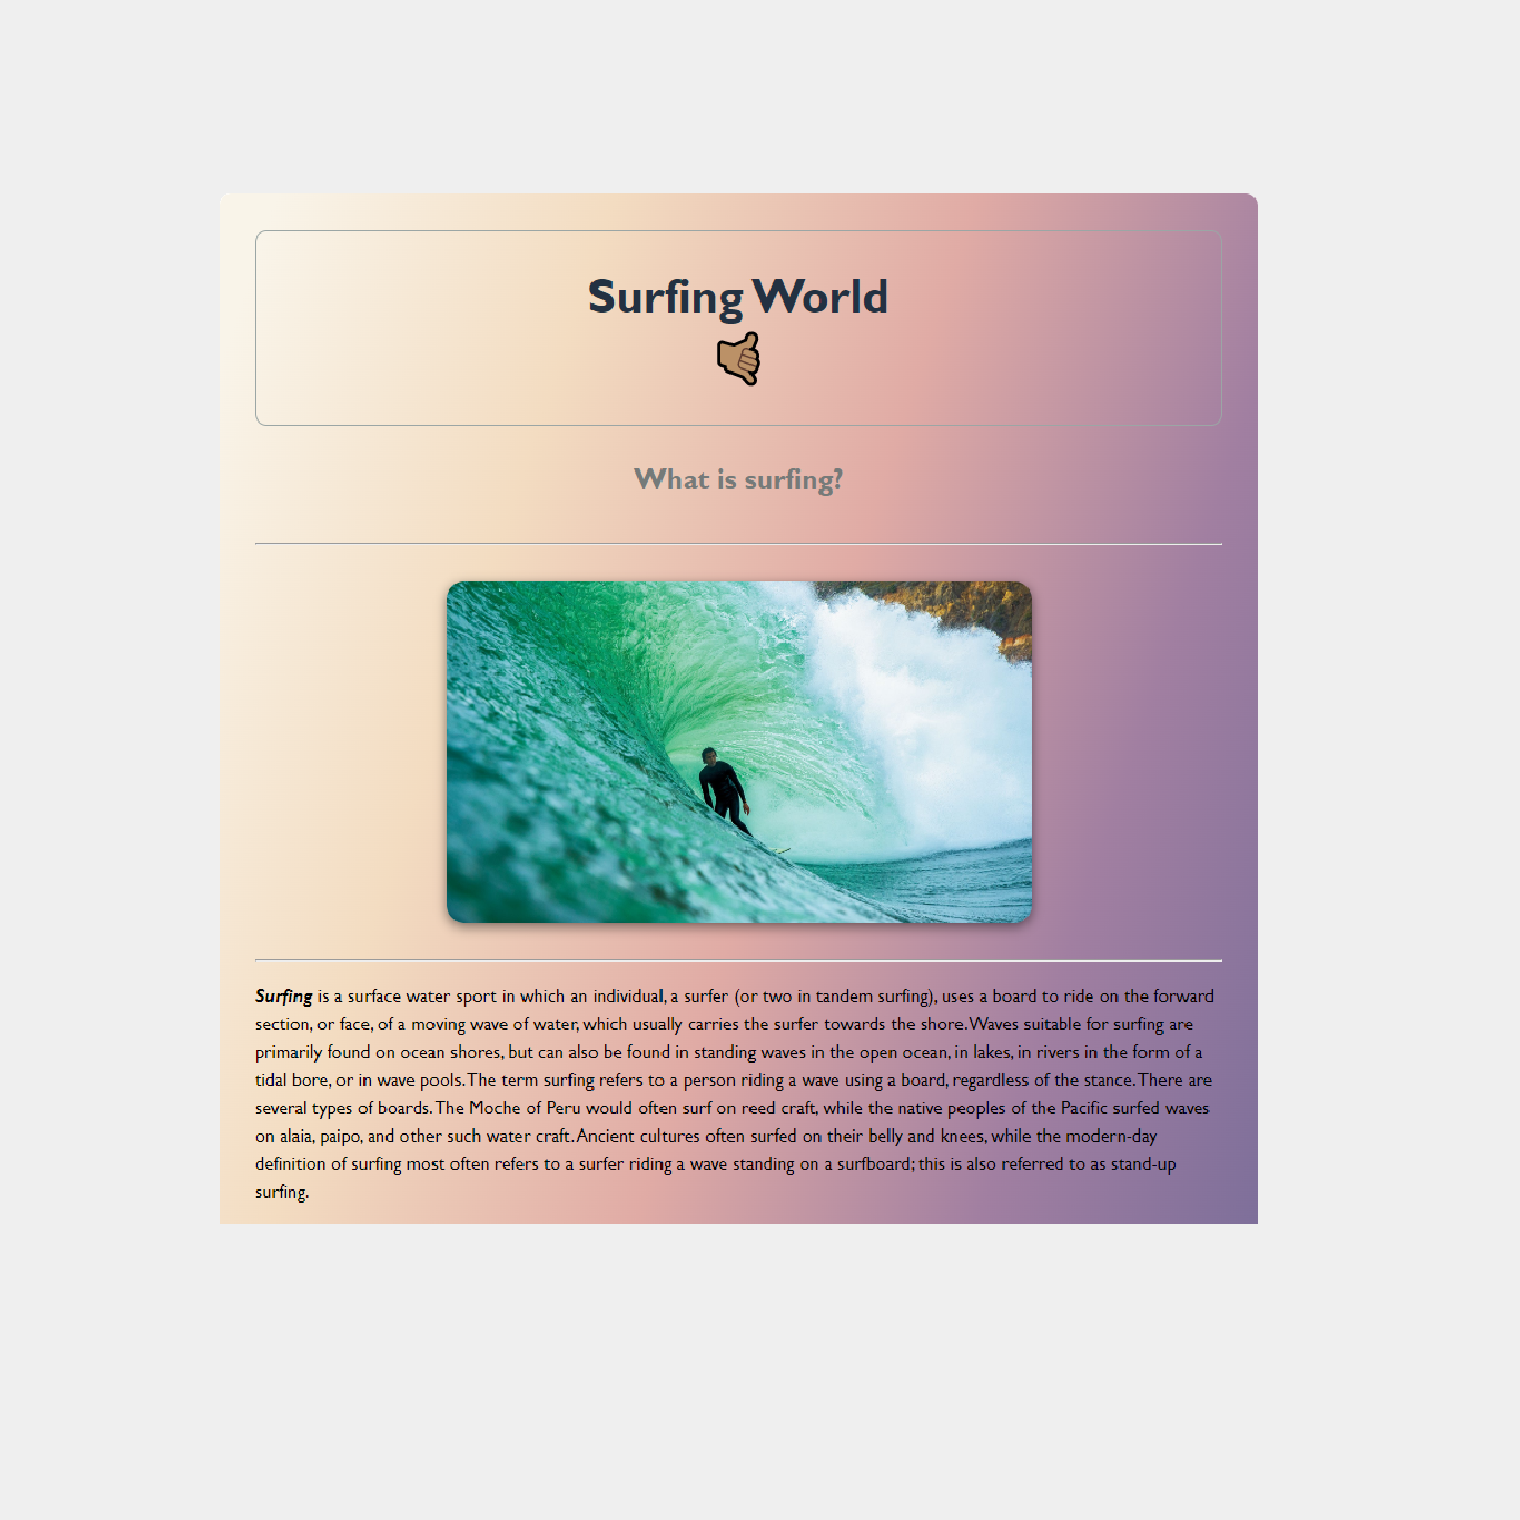 Surfing World
🤙🏽
What is surfing?
Surfing is a surface water sport in which an individual, a surfer (or two in tandem surfing), uses a board to ride on the forward
section, or face, of a moving wave of water, which usually carries the surfer towards the shore. Waves suitable for surfing are
primarily found on ocean shores, but can also be found in standing waves in the open ocean, in lakes, in rivers in the form of a
tidal bore, or in wave pools. The term surfing refers to a person riding a wave using a board, regardless of the stance. There are
several types of boards. The Moche of Peru would often surf on reed craft, while the native peoples of the Pacific surfed waves
on alaia, paipo, and other such water craft. Ancient cultures often surfed on their belly and knees, while the modern-day
definition of surfing most often refers to a surfer riding a wave standing on a surfboard; this is also referred to as stand-up
surfing.